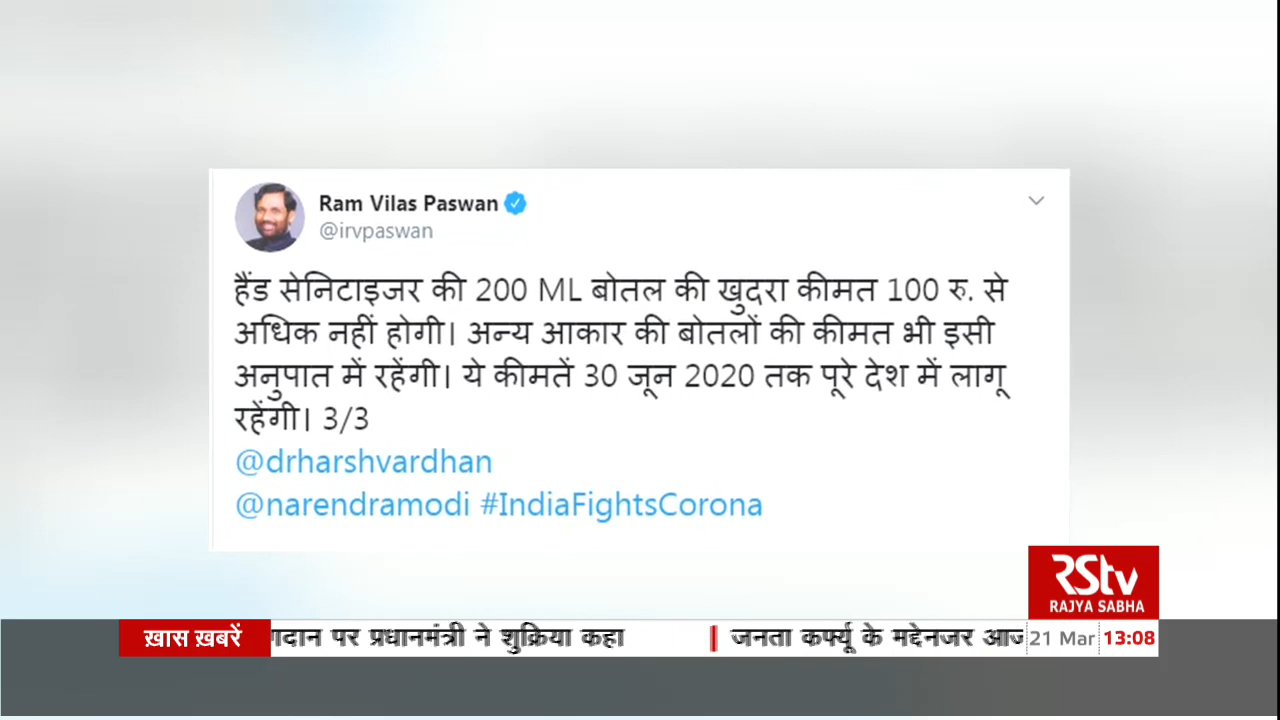 Ram Vilas Paswan
@irvpaswan
हैंड सेनिटाइजर की 200 ML बोतल की खुदरा कीमत 100 रु. से
अधिक नहीं होगी। अन्य आकार की बोतलों की कीमत भी इसी
अनुपात में रहेंगी। ये कीमतें 30 जून 2020 तक पूरे देश में लागू
रहेंगी। 3/3
@drharshvardhan
@narendramodi #IndiaFightsCorona
RStv
RAJYA SABHA
ख़ास ख़बरें पर प्रधानमंत्री ने शुक्रिया कहा | जनता कर्फ्यू के मद्देनजर 21 Mar 13:08